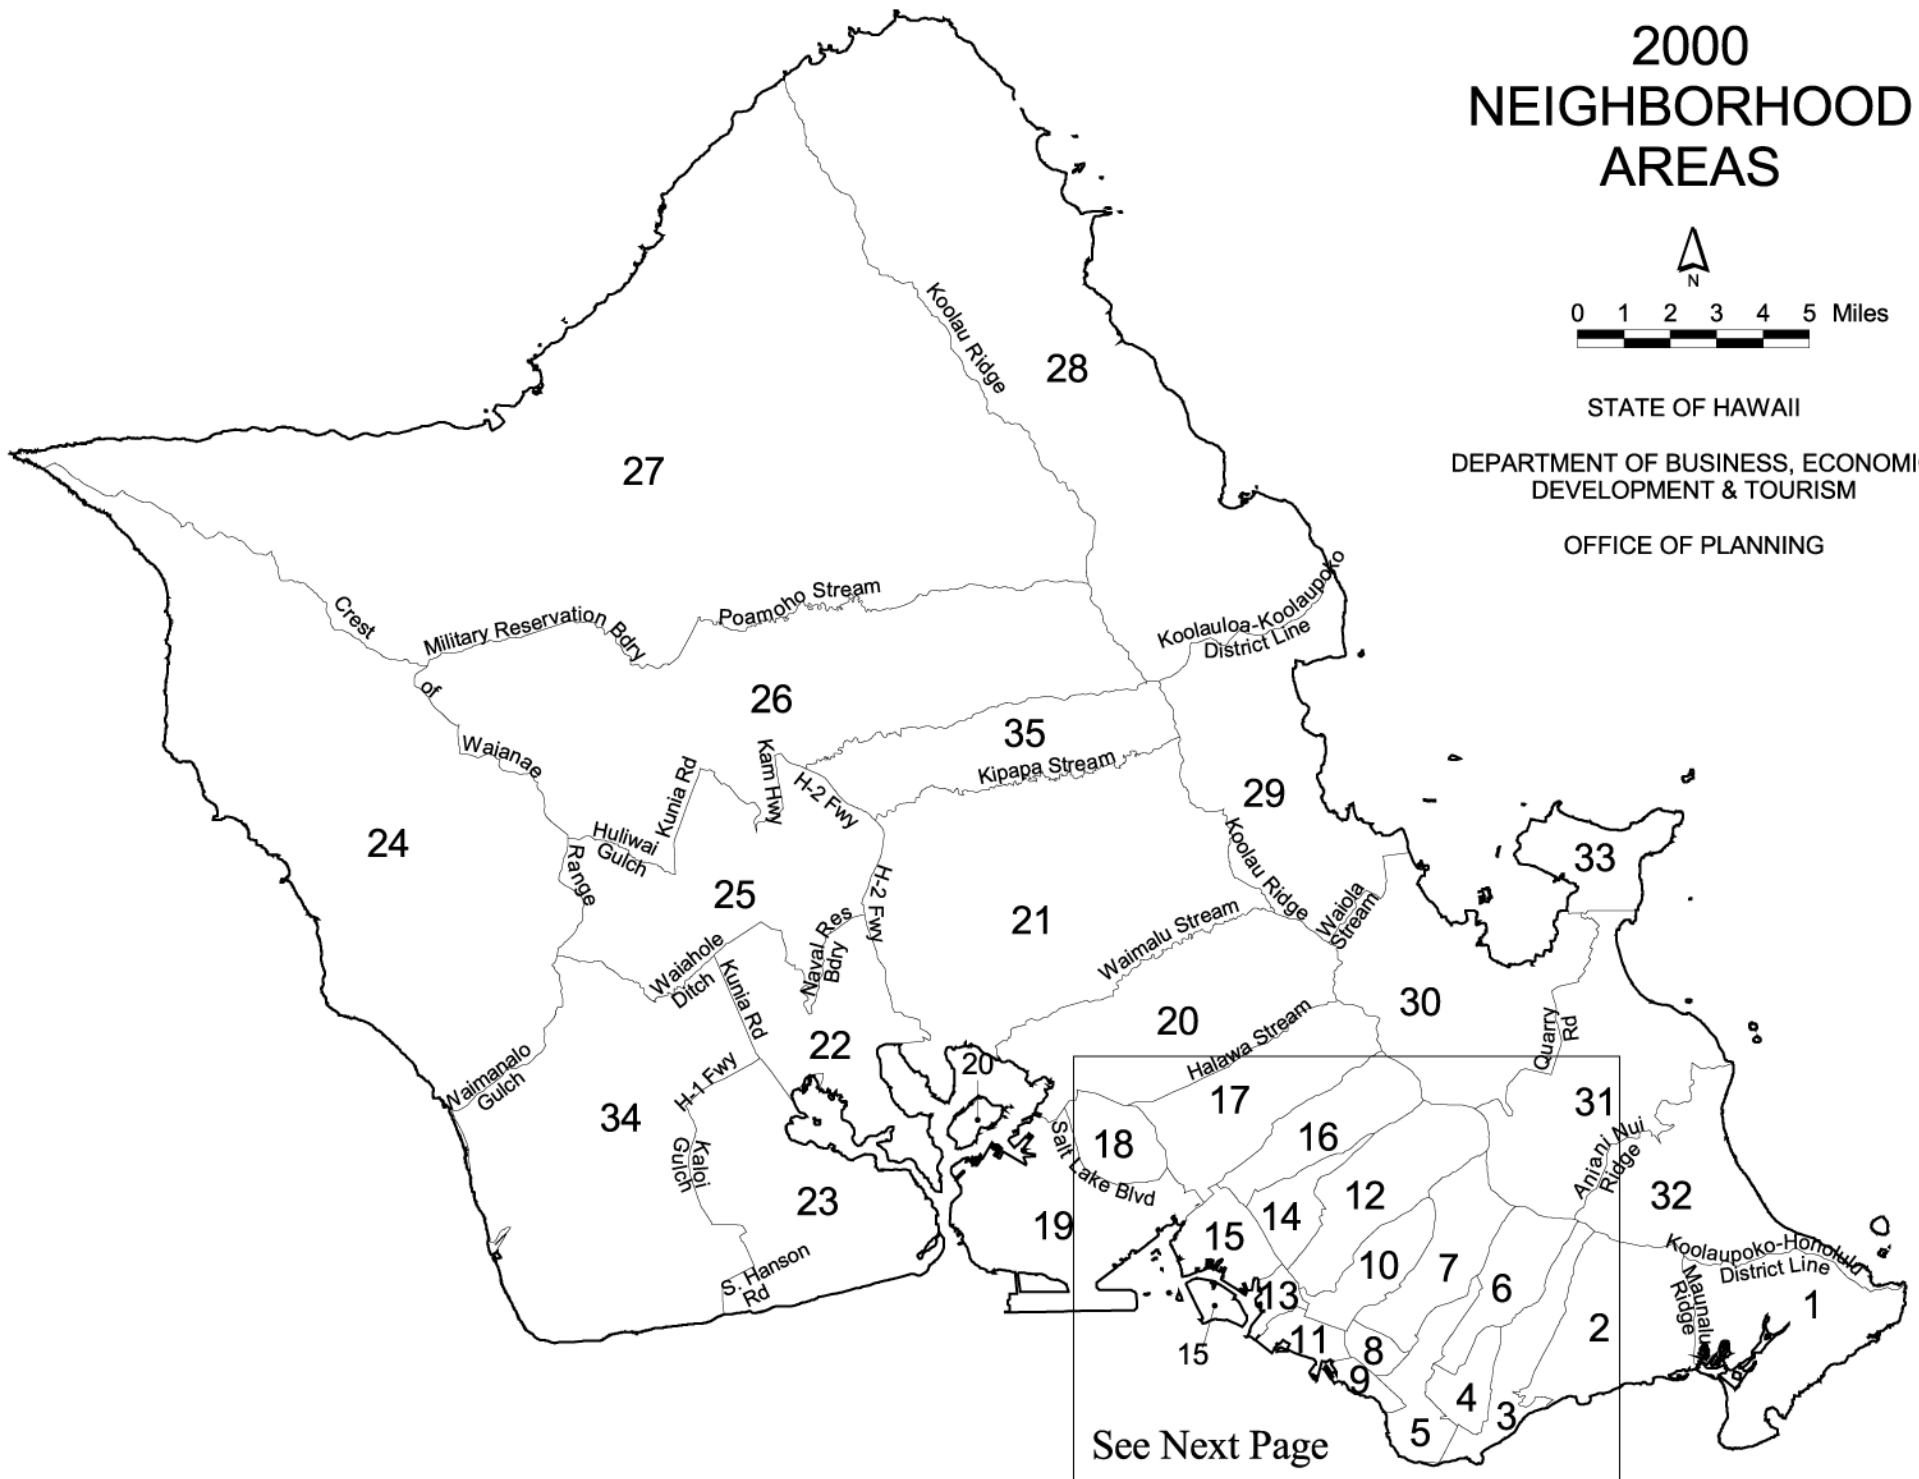 2000
NEIGHBORHOOD
AREAS
N
0 1 2 3 4 5 Miles
STATE OF HAWAII
DEPARTMENT OF BUSINESS, ECONOMI
DEVELOPMENT & TOURISM
OFFICE OF PLANNING
Koolau Ridge
28
27
Crest
of
Waianae
Range
Military Reservation Bdry
Poamoho Stream
Koolauloa-Koolaupoko
District Line
26
35
Kipapa Stream
Kam Hwy
H-2 Fwy
Kunia Rd
Huliwai
Gulch
24
25
29
33
Koolau Ridge
Waiola
Stream
H-2 Fwy
21
Naval Res
Bdry
Waiahole
Ditch
Kunia Rd
Waimalu Stream
30
20
Halawa Stream
Quarry
Rd
22
20
Waimanalo
Gulch
34
H-1 Fwy
Kaloi
Gulch
23
S. Hanson
Rd
17
18
Salt Lake Blvd
16
31
Aniani Nui
Ridge
19
12
14
15
32
Koolaupoko-Honolulu
District Line
10
7
6
13
2
Maunalua
Ridge
1
15
11
8
9
4
3
5
See Next Page